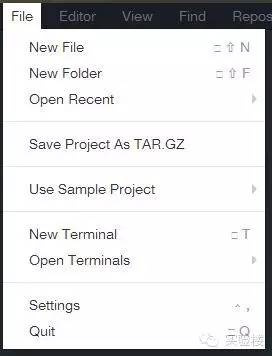 File Editor View Find Repos
New File □ ⇧ N
New Folder □ ⇧ F
Open Recent
Save Project As TAR.GZ
Use Sample Project
New Terminal □ T
Open Terminals
Settings ⌃ ,
Quit □ Q
实验楼